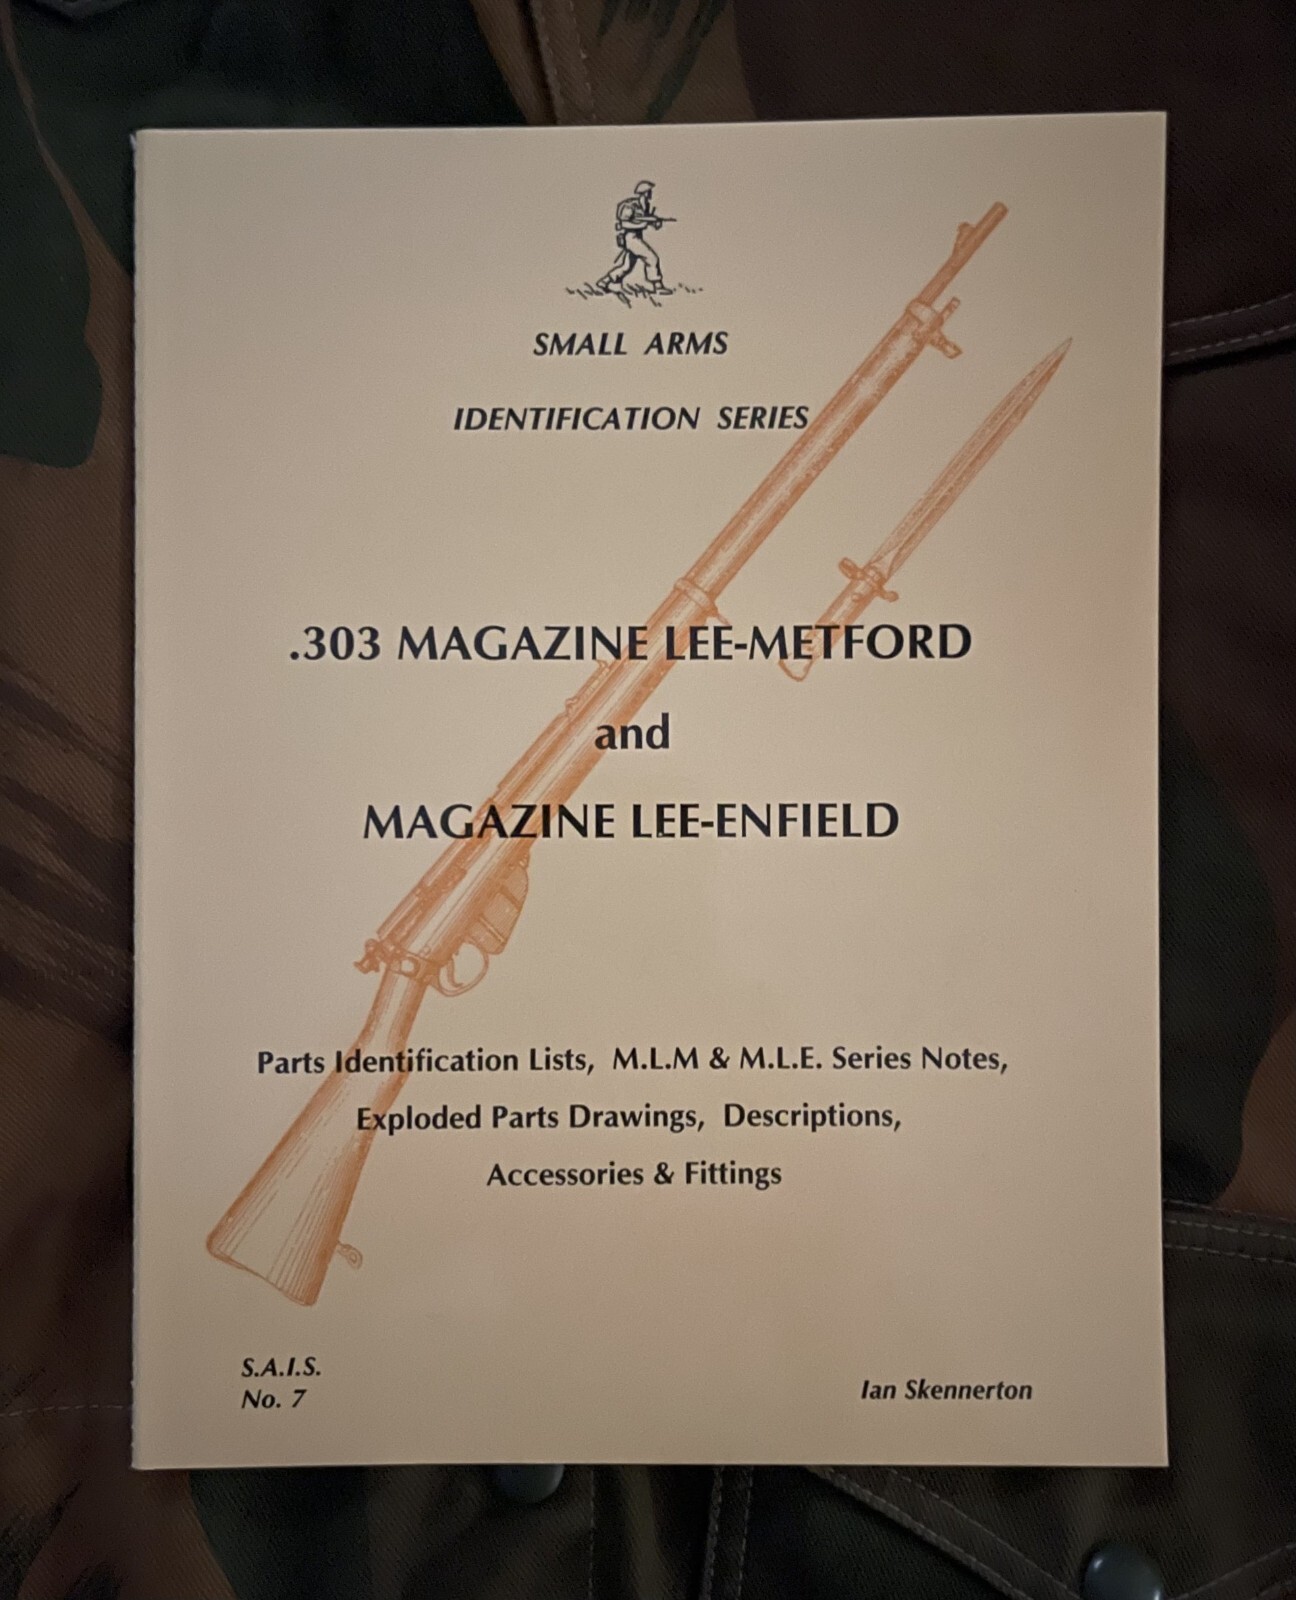 SMALL ARMS
IDENTIFICATION SERIES
.303 MAGAZINE LEE-METFORD
and
MAGAZINE LEE-ENFIELD
Parts Identification Lists, M.L.M & M.L.E. Series Notes,
Exploded Parts Drawings, Descriptions,
Accessories & Fittings
S.A.I.S.
No. 7
Ian Skennerton